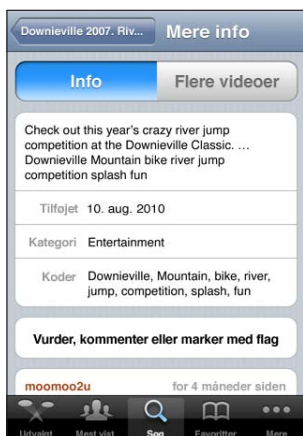 Downieville 2007. Riv... Mere info
Info Flere videoer
Check out this year's crazy river jump
competition at the Downieville Classic. ...
Downieville Mountain bike river jump
competition splash fun
Tilføjet 10. aug. 2010
Kategori Entertainment
Koder Downieville, Mountain, bike, river,
jump, competition, splash, fun
Vurder, kommenter eller marker med flag
moomoo2u for 4 måneder siden
Udvalgt Mest vist Søg Favoritter Mere